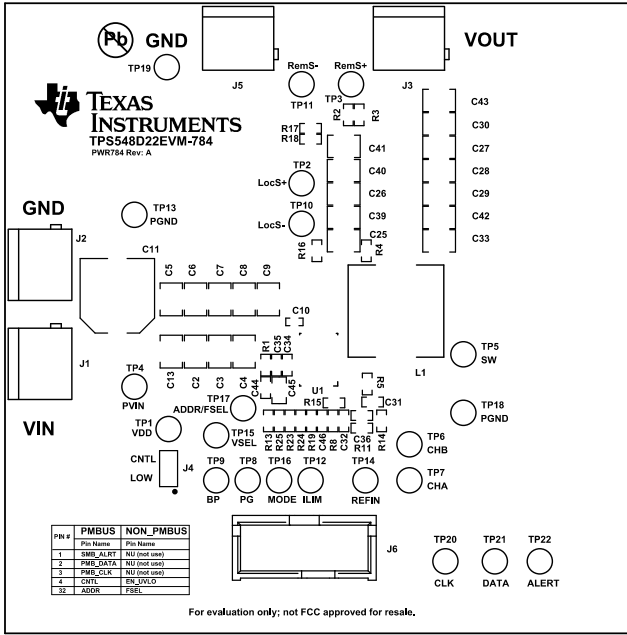 Pb GND
TP19
J5
RemS-
TP11
RemS+
TP3
J3
VOUT
TEXAS
INSTRUMENTS
TPS548D22EVM-784
PWR784 Rev: A
R2
R3
R17
R18
C43
C30
C41
C27
TP2
LocS+
C40
C28
C26
C29
TP10
LocS-
C39
C42
C25
C33
R16
R4
GND
TP13
PGND
J2
C11
C5
C6
C7
C8
C9
C10
L1
J1
VIN
TP4
PVIN
C13
C2
C3
C4
R1
C35
C34
C44
C45
U1
R15
R5
C31
TP5
SW
TP18
PGND
TP17
ADDR/FSEL
TP1
VDD
TP15
VSEL
R13
R25
R23
R24
R19
C46
R8
C32
C36
R11
R14
TP6
CHB
TP7
CHA
CNTL
LOW
J4
TP9
BP
TP8
PG
TP16
MODE
TP12
ILIM
TP14
REFIN
PIN # PMBUS NON_PMBUS
Pin Name Pin Name
1 SMB_ALRT NU (not use)
2 PMB_DATA NU (not use)
3 PMB_CLK NU (not use)
4 CNTL EN_UVLO
32 ADDR FSEL
J6
TP20
CLK
TP21
DATA
TP22
ALERT
For evaluation only; not FCC approved for resale.